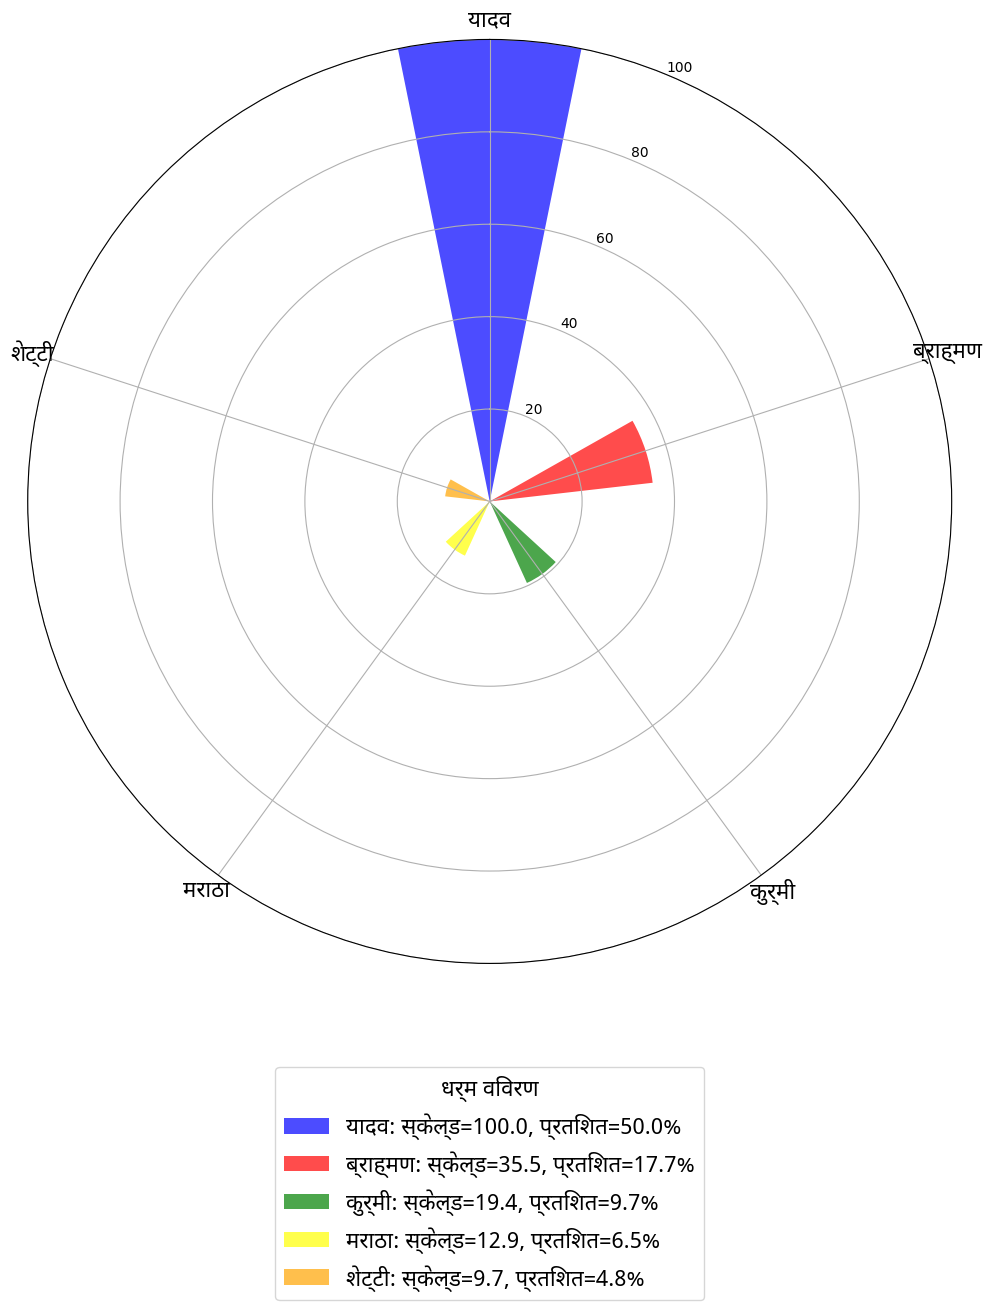 यादव
100
80
60
40
20
शेट्टी
ब्राह्मण
मराठा
कुर्मी
धर्म विवरण
यादव: स्केल्ड=100.0, प्रतिशत=50.0%
ब्राह्मण: स्केल्ड=35.5, प्रतिशत=17.7%
कुर्मी: स्केल्ड=19.4, प्रतिशत=9.7%
मराठा: स्केल्ड=12.9, प्रतिशत=6.5%
शेट्टी: स्केल्ड=9.7, प्रतिशत=4.8%